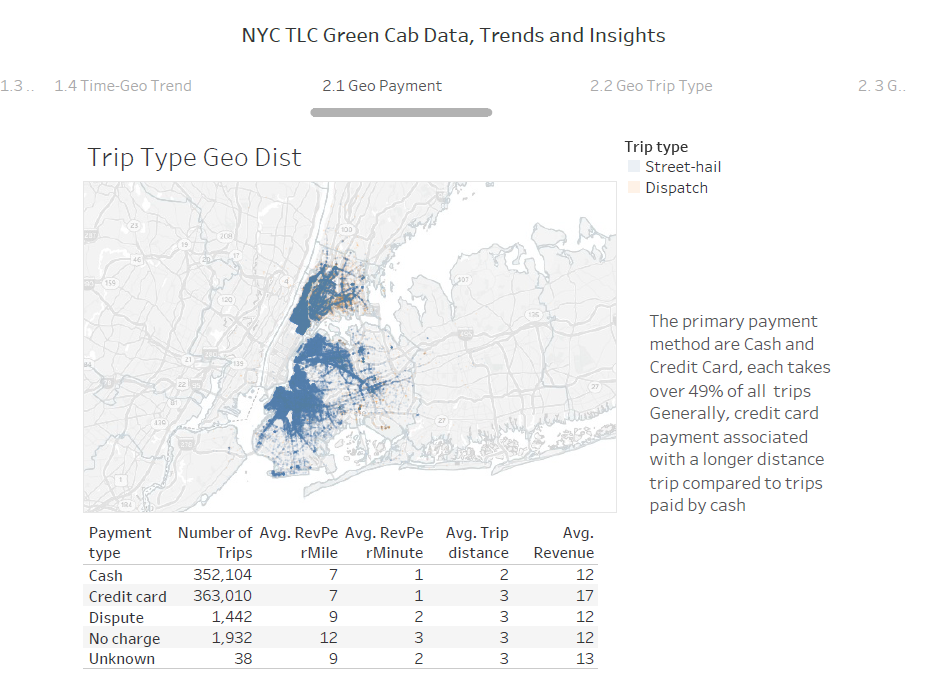 NYC TLC Green Cab Data, Trends and Insights
1.3 .. 1.4 Time-Geo Trend 2.1 Geo Payment 2.2 Geo Trip Type 2. 3 G..
Trip Type Geo Dist
Trip type
Street-hail
Dispatch
The primary payment
method are Cash and
Credit Card, each takes
over 49% of all trips
Generally, credit card
payment associated
with a longer distance
trip compared to trips
paid by cash
Payment Number of Avg. RevPe Avg. RevPe Avg. Trip Avg.
type Trips rMile rMinute distance Revenue
Cash 352,104 7 1 2 12
Credit card 363,010 7 1 3 17
Dispute 1,442 9 2 3 12
No charge 1,932 12 3 3 12
Unknown 38 9 2 3 13